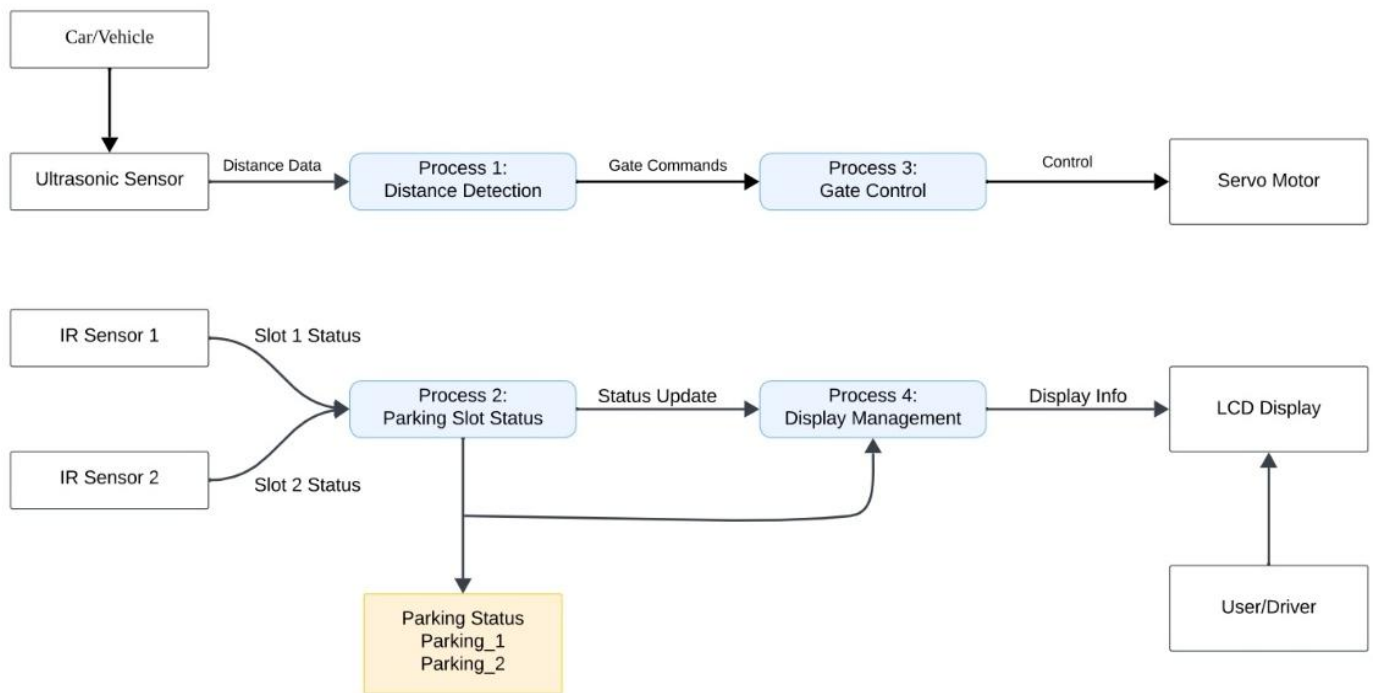 Car/Vehicle
Ultrasonic Sensor
Distance Data
Process 1:
Distance Detection
Gate Commands
Process 3:
Gate Control
Control
Servo Motor
IR Sensor 1
Slot 1 Status
IR Sensor 2
Slot 2 Status
Process 2:
Parking Slot Status
Status Update
Process 4:
Display Management
Display Info
LCD Display
Parking Status
Parking_1
Parking_2
User/Driver